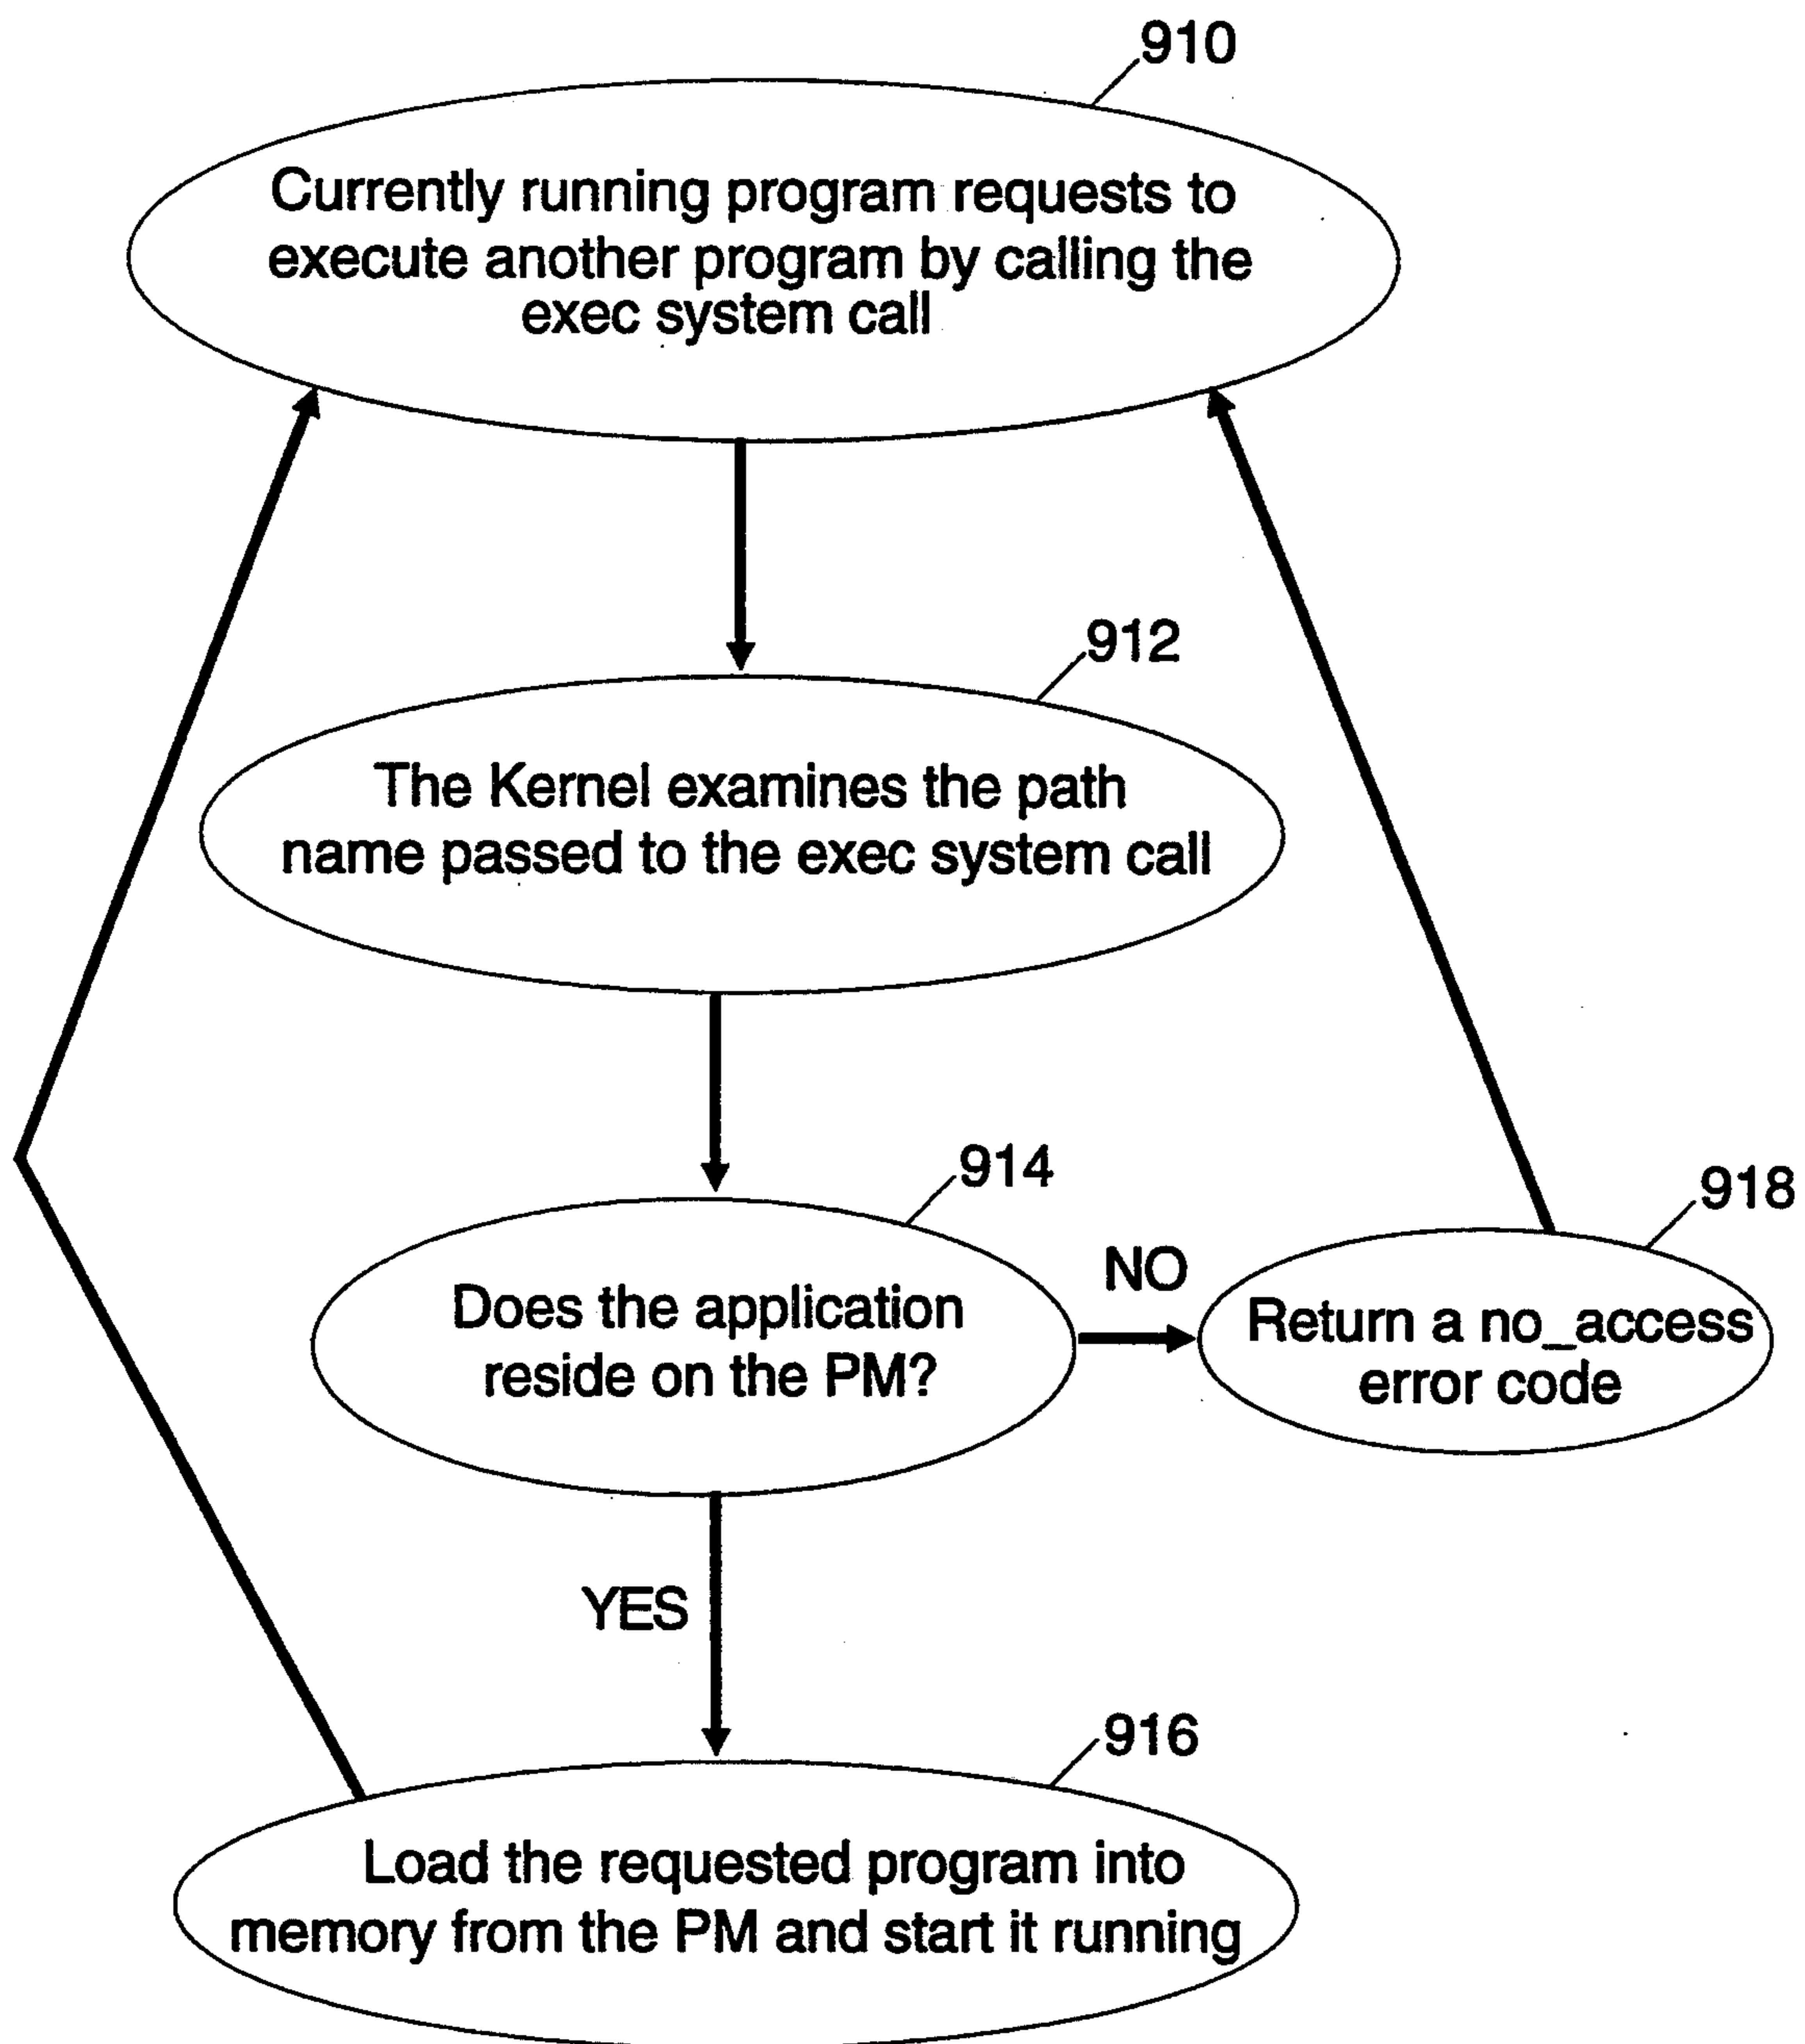 910
Currently running program requests to
execute another program by calling the
exec system call
912
The Kernel examines the path
name passed to the exec system call
914
Does the application
reside on the PM?
NO
918
Return a no_access
error code
YES
916
Load the requested program into
memory from the PM and start it running